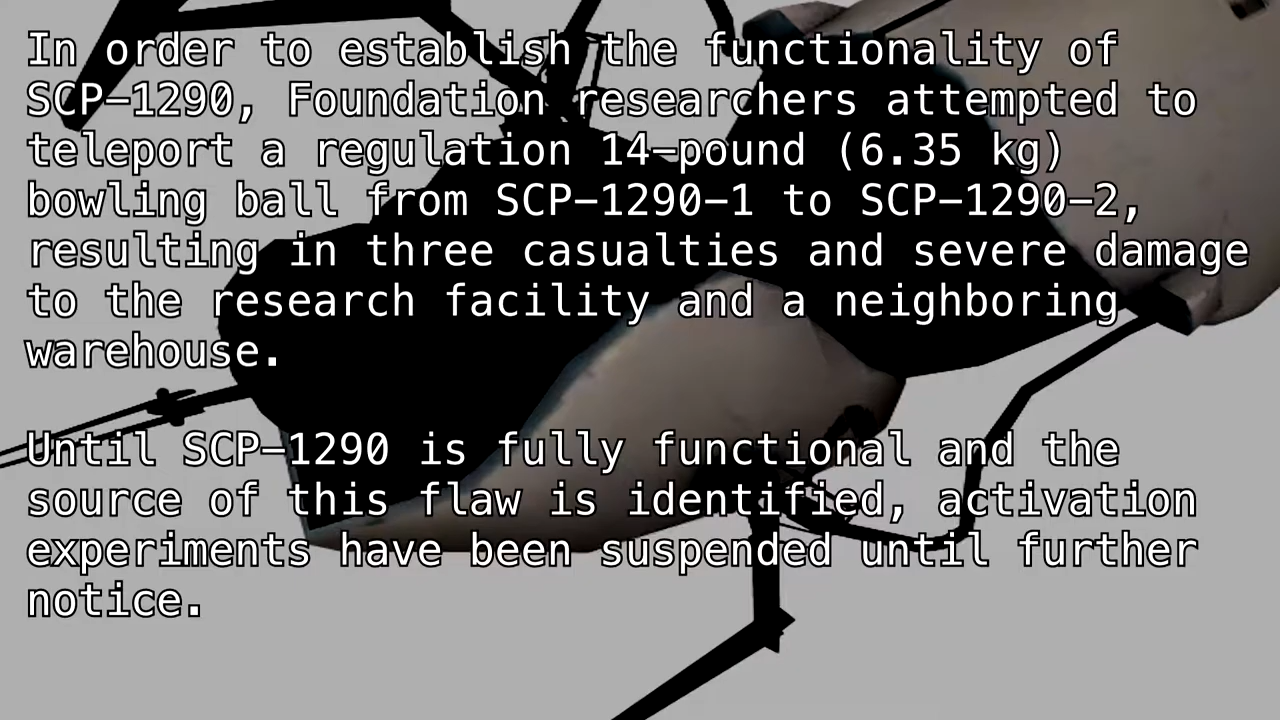 In order to establish the functionality of
SCP-1290, Foundation researchers attempted to
teleport a regulation 14-pound (6.35 kg)
bowling ball from SCP-1290-1 to SCP-1290-2,
resulting in three casualties and severe damage
to the research facility and a neighboring
warehouse.
Until SCP-1290 is fully functional and the
source of this flaw is identified, activation
experiments have been suspended until further
notice.